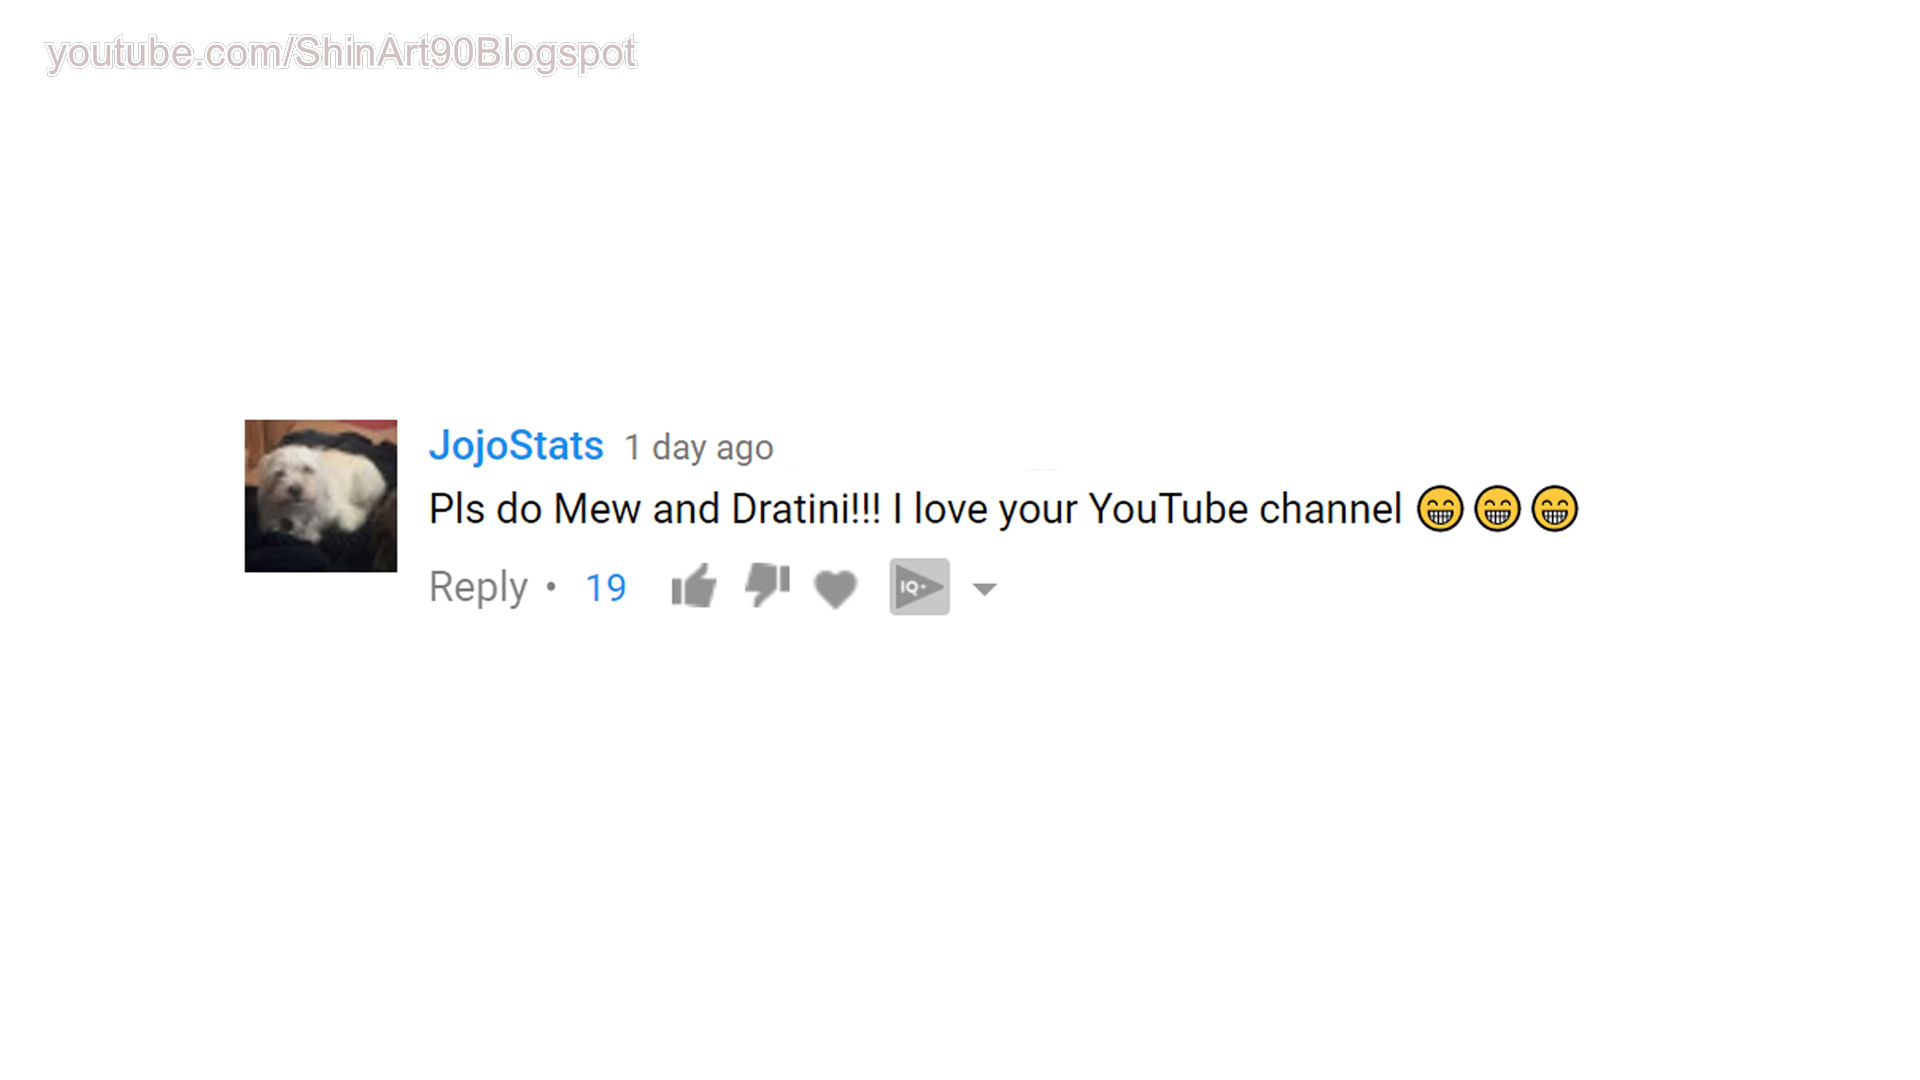 youtube.com/ShinArt90Blogspot
JojoStats 1 day ago
Pls do Mew and Dratini!!! I love your YouTube channel 😁😁😁
Reply • 19 IQ+